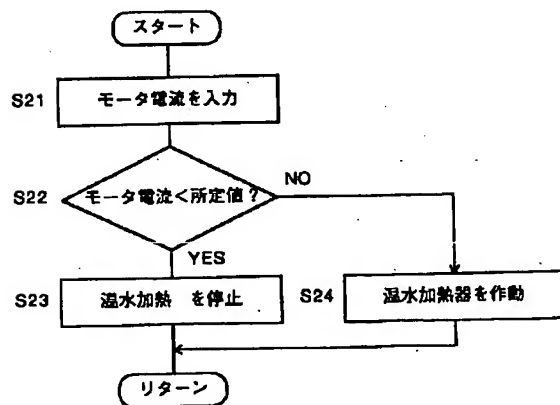 スタート
S21
モータ電流を入力
S22
モータ電流<所定値?
NO
YES
S23
温水加熱 を停止
S24
温水加熱器を作動
リターン